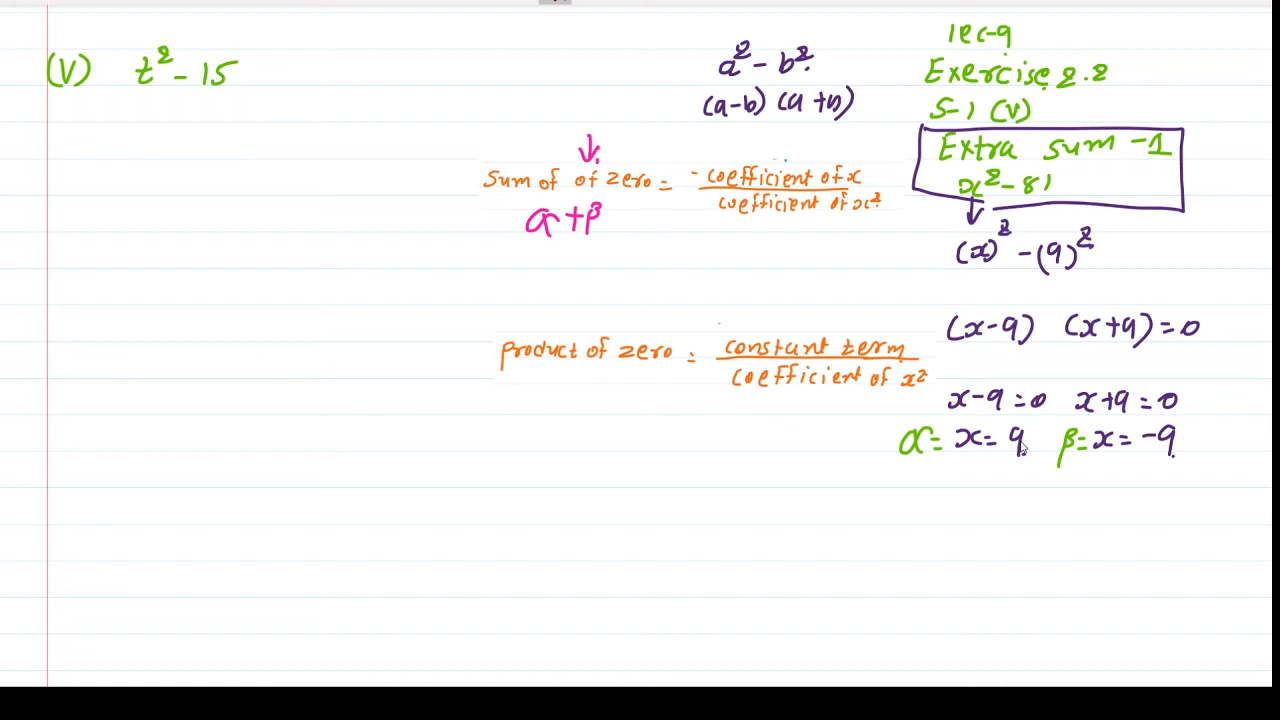 (V) t² - 15
a² - b²
(a-b) (a+b)
lec-9
Exercise 2.2
S-1 (V)
Extra sum -1
x² - 81
(x)² - (9)²
(x-9) (x+9) = 0
x-9 = 0 x+9 = 0
α = x = 9 β = x = -9
Sum of of zero = - coefficient of x
coefficient of x²
α + β
product of zero = constant term
coefficient of x²